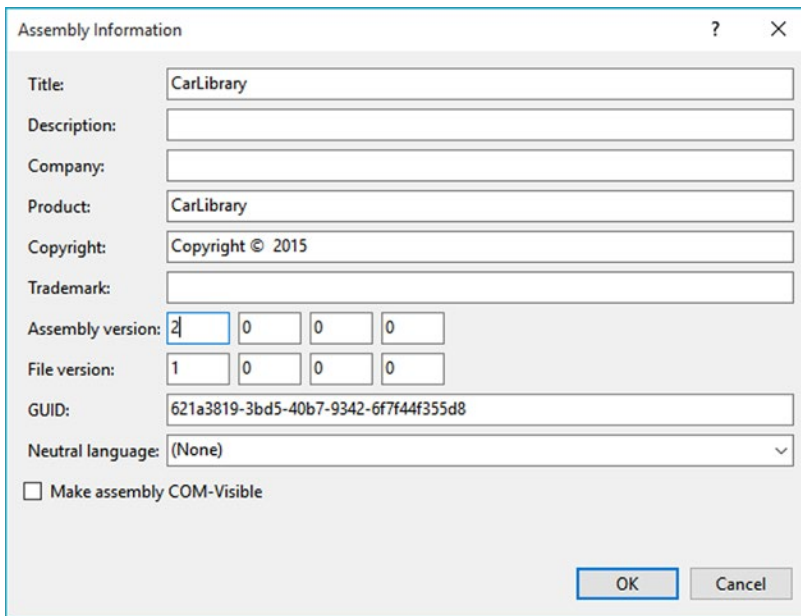 Assembly Information ?
Title: CarLibrary
Description:
Company:
Product: CarLibrary
Copyright: Copyright ©  2015
Trademark:
Assembly version: 2 0 0 0
File version: 1 0 0 0
GUID: 621a3819-3bd5-40b7-9342-6f7f44f355d8
Neutral language: (None)
Make assembly COM-Visible
OK Cancel